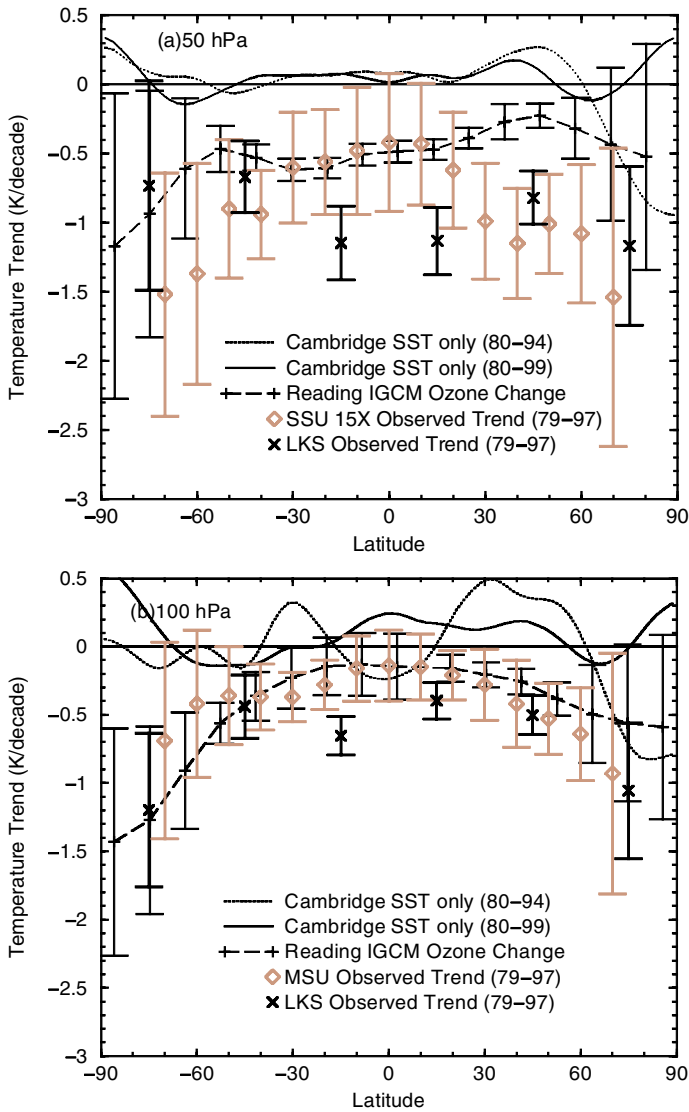 (a)50 hPa
Temperature Trend (K/decade)
0.5
0
−0.5
−1
−1.5
−2
−2.5
−3
Cambridge SST only (80−94)
Cambridge SST only (80−99)
Reading IGCM Ozone Change
SSU 15X Observed Trend (79−97)
LKS Observed Trend (79−97)
−90 −60 −30 0 30 60 90
Latitude
(b)100 hPa
Temperature Trend (K/decade)
0.5
0
−0.5
−1
−1.5
−2
−2.5
−3
Cambridge SST only (80−94)
Cambridge SST only (80−99)
Reading IGCM Ozone Change
MSU Observed Trend (79−97)
LKS Observed Trend (79−97)
−90 −60 −30 0 30 60 90
Latitude